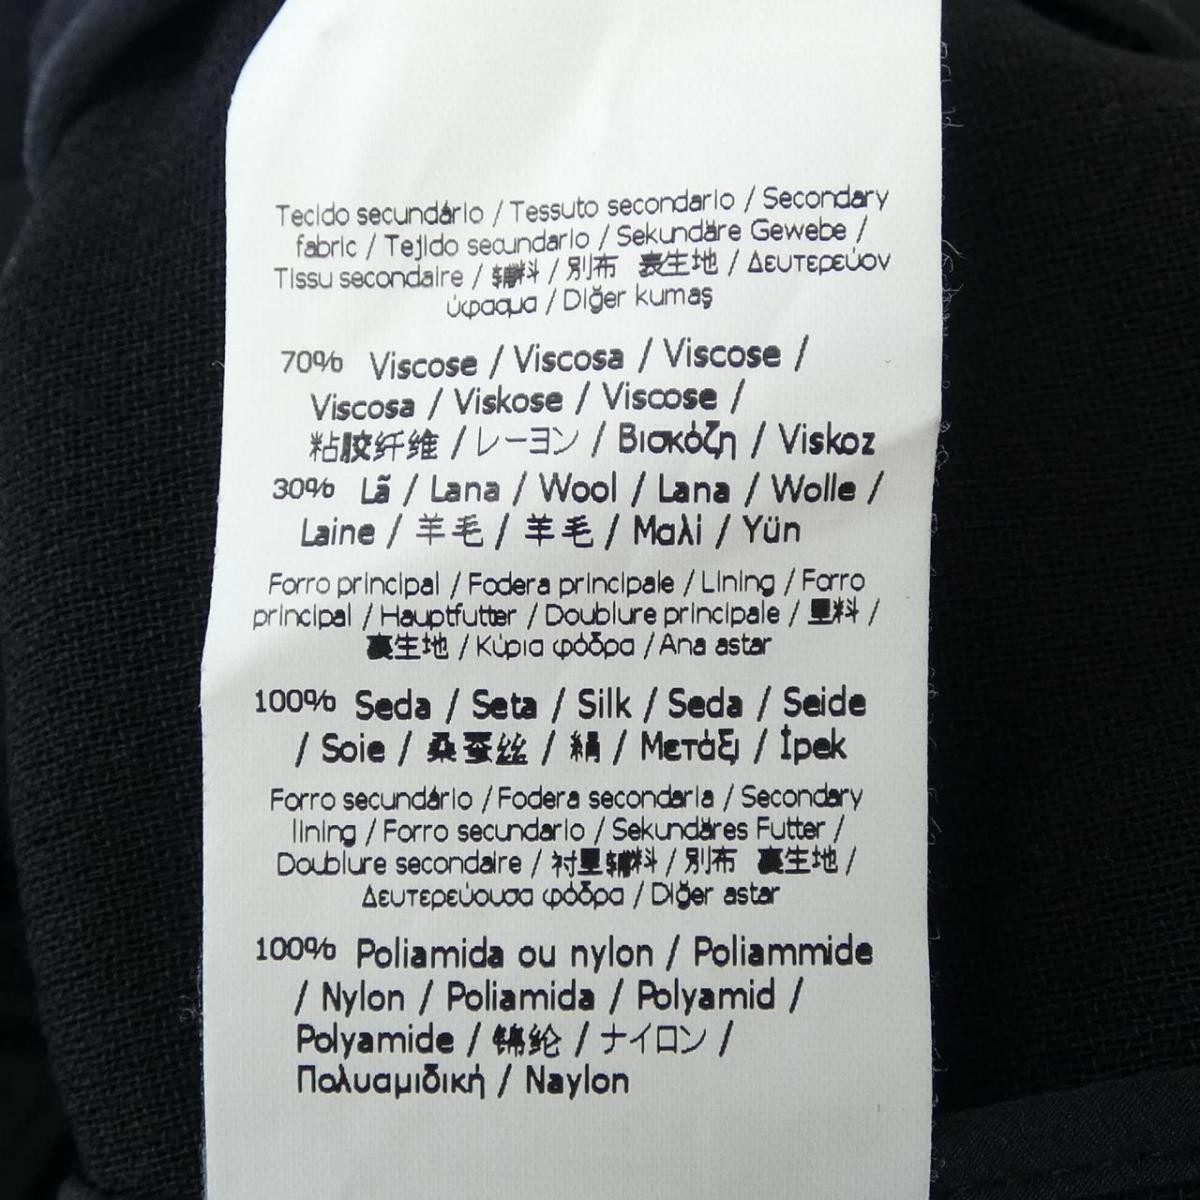 Tecido secundário / Tessuto secondario / Secondary
fabric / Tejido secundario / Sekundäre Gewebe /
Tissu secondaire / 辅料 / 別布 表生地 / Δευτερεύον
ύφασμα / Diğer kumaş
70% Viscose / Viscosa / Viscose /
Viscosa / Viskose / Viscose /
粘胶纤维 / レーヨン / Βισκόζη / Viskoz
30% Lã / Lana / Wool / Lana / Wolle /
Laine / 羊毛 / 羊毛 / Μαλί / Yün
Forro principal / Fodera principale / Lining / Forro
principal / Hauptfutter / Doublure principale / 里料 /
裏生地 / Κύρια φόδρα / Ana astar
100% Seda / Seta / Silk / Seda / Seide
/ Soie / 桑蚕丝 / 絹 / Μετάξι / İpek
Forro secundário / Fodera secondaria / Secondary
lining / Forro secundario / Sekundäres Futter /
Doublure secondaire / 衬里辅料 / 別布 裏生地 /
Δευτερεύουσα φόδρα / Diğer astar
100% Poliamida ou nylon / Poliammide
/ Nylon / Poliamida / Polyamid /
Polyamide / 锦纶 / ナイロン /
Πολυαμιδική / Naylon